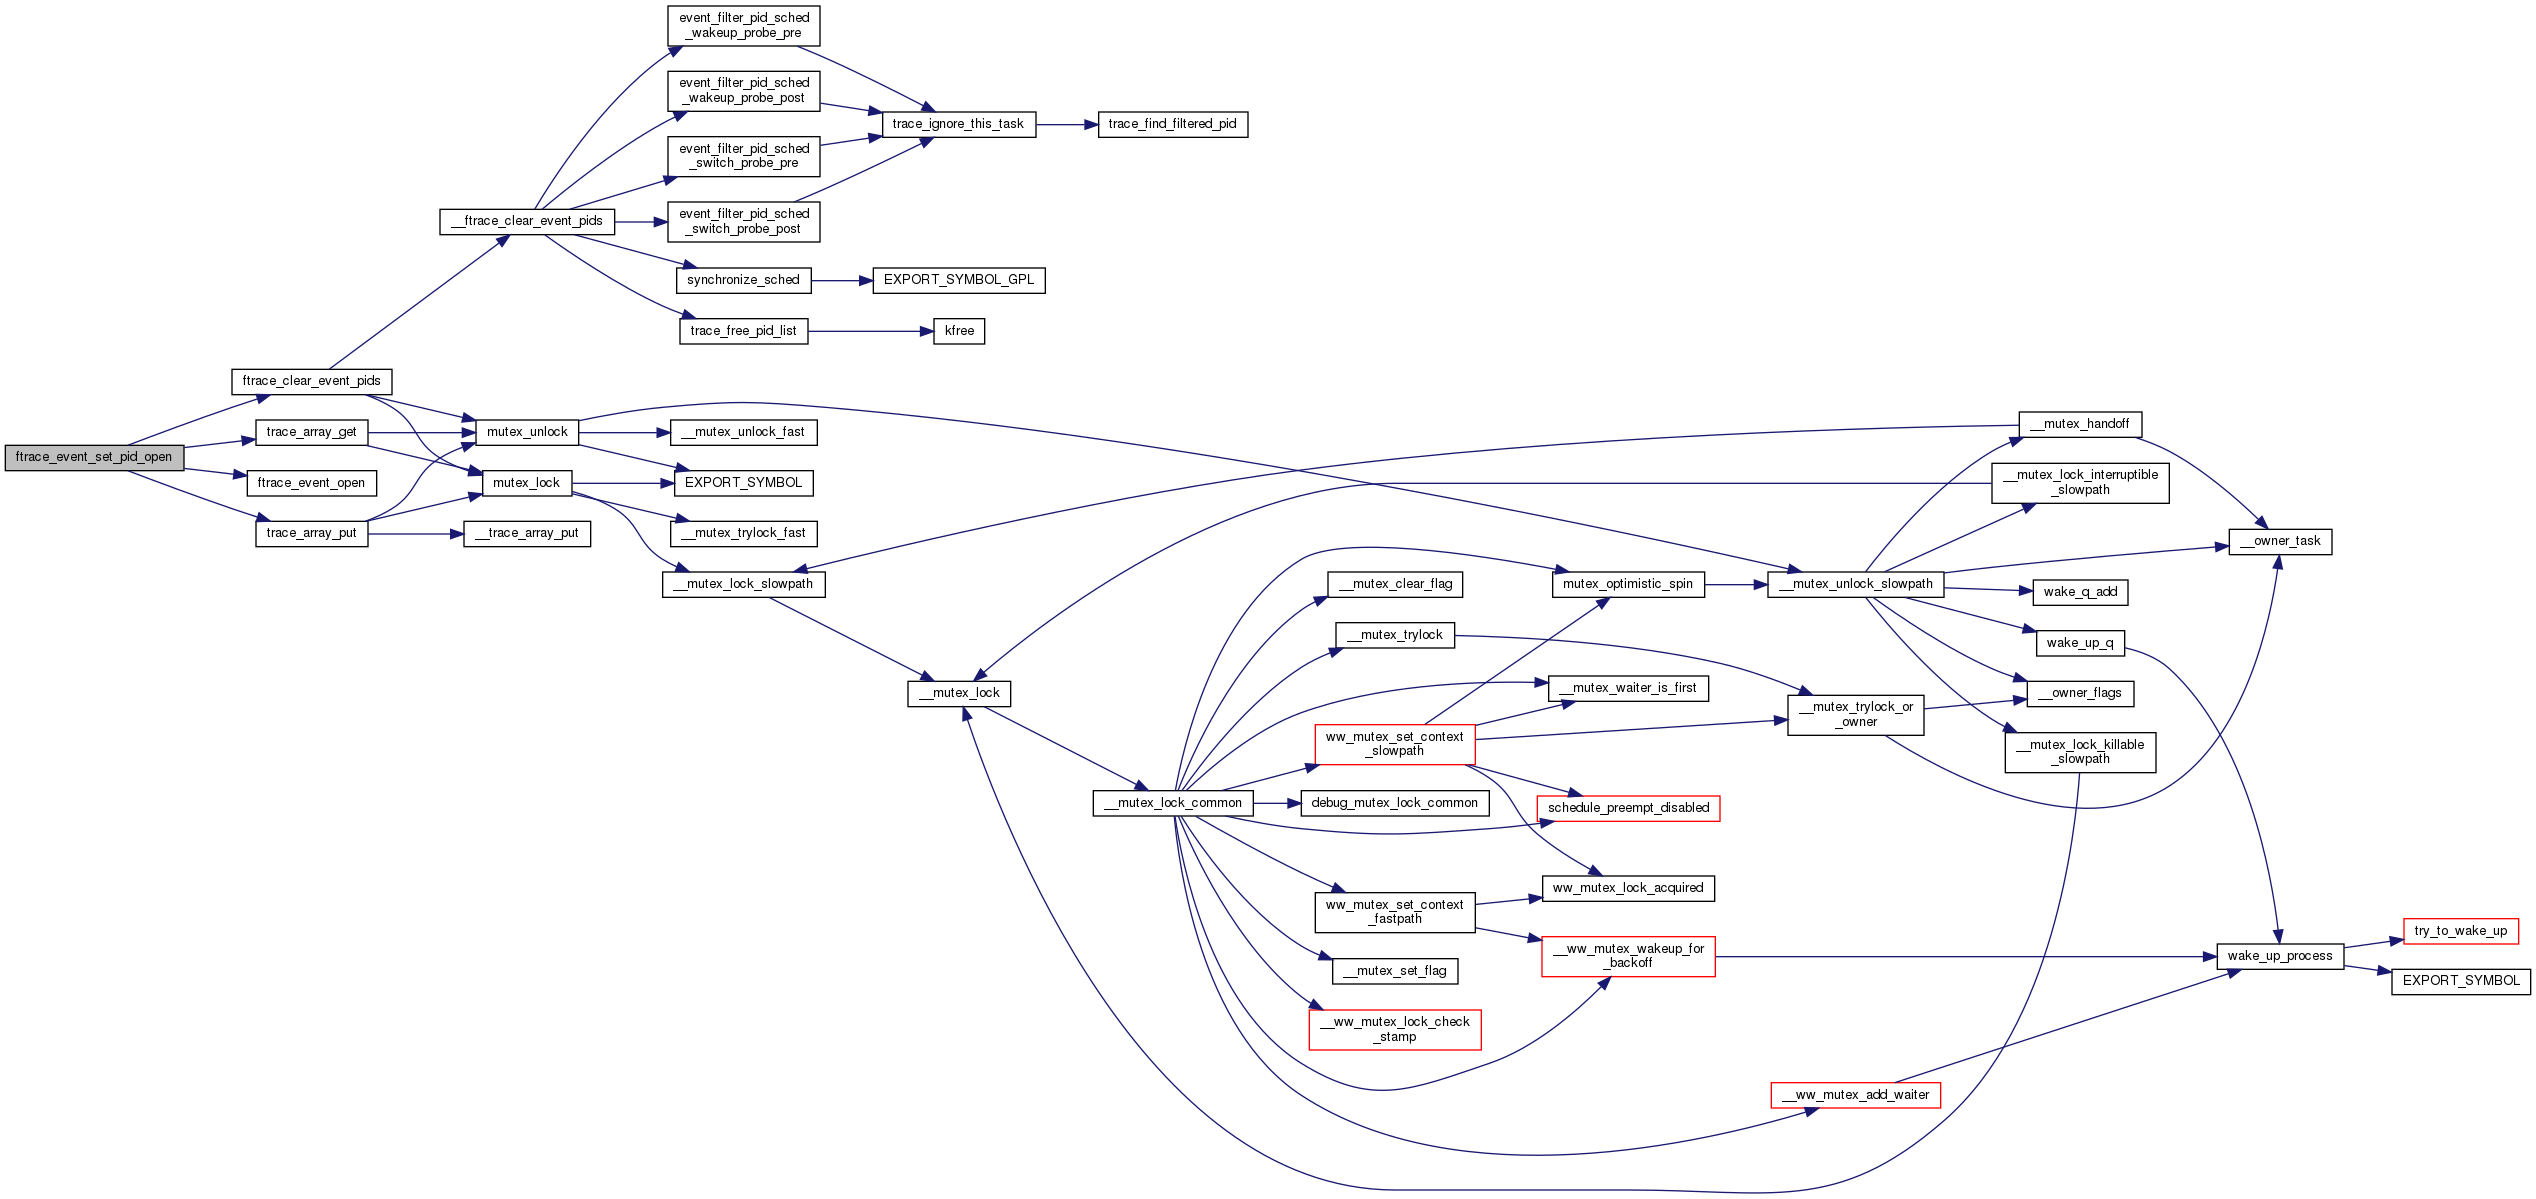 event_filter_pid_sched
_wakeup_probe_pre
event_filter_pid_sched
_wakeup_probe_post
trace_ignore_this_task
trace_find_filtered_pid
event_filter_pid_sched
_switch_probe_pre
__ftrace_clear_event_pids
event_filter_pid_sched
_switch_probe_post
synchronize_sched
EXPORT_SYMBOL_GPL
trace_free_pid_list
kfree
ftrace_clear_event_pids
trace_array_get
mutex_unlock
__mutex_unlock_fast
__mutex_handoff
ftrace_event_set_pid_open
ftrace_event_open
mutex_lock
EXPORT_SYMBOL
__mutex_lock_interruptible
_slowpath
trace_array_put
__trace_array_put
__mutex_trylock_fast
__owner_task
__mutex_lock_slowpath
__mutex_clear_flag
mutex_optimistic_spin
__mutex_unlock_slowpath
wake_q_add
__mutex_trylock
wake_up_q
__mutex_lock
__mutex_waiter_is_first
__owner_flags
__mutex_trylock_or
_owner
ww_mutex_set_context
_slowpath
__mutex_lock_killable
_slowpath
__mutex_lock_common
debug_mutex_lock_common
schedule_preempt_disabled
ww_mutex_lock_acquired
ww_mutex_set_context
_fastpath
try_to_wake_up
__ww_mutex_wakeup_for
_backoff
wake_up_process
__mutex_set_flag
EXPORT_SYMBOL
__ww_mutex_lock_check
_stamp
__ww_mutex_add_waiter